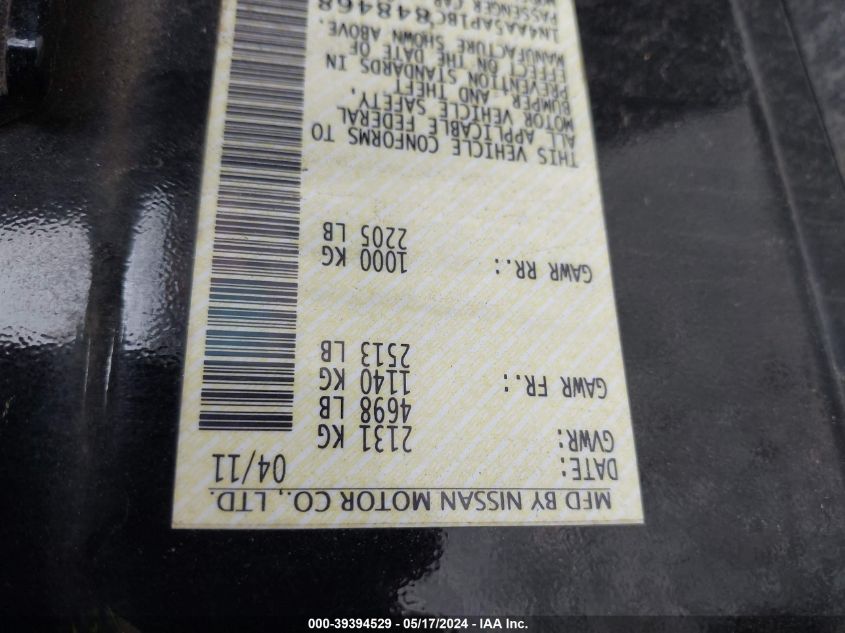 MFD BY NISSAN MOTOR CO., LTD.
DATE: 04/11
GVWR: 2131 KG
4698 LB
GAWR FR.: 1140 KG
2513 LB
GAWR RR.: 1000 KG
2205 LB
THIS VEHICLE CONFORMS TO
ALL APPLICABLE FEDERAL
MOTOR VEHICLE SAFETY,
BUMPER AND THEFT
PREVENTION STANDARDS IN
EFFECT ON THE DATE OF
MANUFACTURE SHOWN ABOVE.
1N4AA5AP1BC848468
PASSENGER CAR
000-39394529 - 05/17/2024 - IAA Inc.